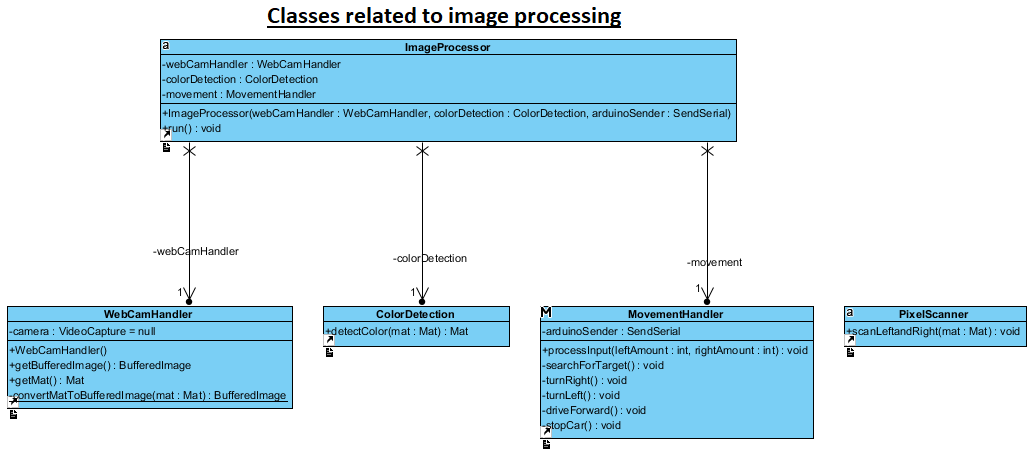 Classes related to image processing
a
ImageProcessor
-webCamHandler : WebCamHandler
-colorDetection : ColorDetection
-movement : MovementHandler
+ImageProcessor(webCamHandler : WebCamHandler, colorDetection : ColorDetection, arduinoSender : SendSerial)
+run() : void
-webCamHandler
-colorDetection
-movement
1
1
1
WebCamHandler
-camera : VideoCapture = null
+WebCamHandler()
+getBufferedImage() : BufferedImage
+getMat() : Mat
-convertMatToBufferedImage(mat : Mat) : BufferedImage
ColorDetection
+detectColor(mat : Mat) : Mat
M
MovementHandler
-arduinoSender : SendSerial
+processInput(leftAmount : int, rightAmount : int) : void
-searchForTarget() : void
-turnRight() : void
-turnLeft() : void
-driveForward() : void
-stopCar() : void
a
PixelScanner
+scanLeftandRight(mat : Mat) : void